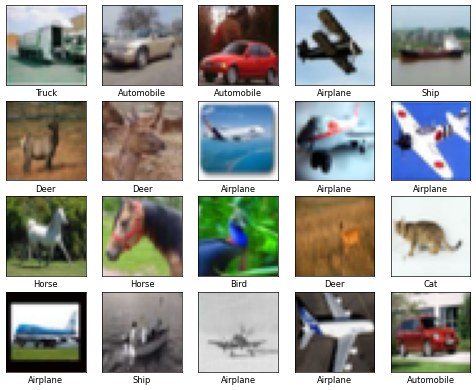 Truck Automobile Automobile Airplane Ship
Deer Deer Airplane Airplane Airplane
Horse Horse Bird Deer Cat
Airplane Ship Airplane Airplane Automobile